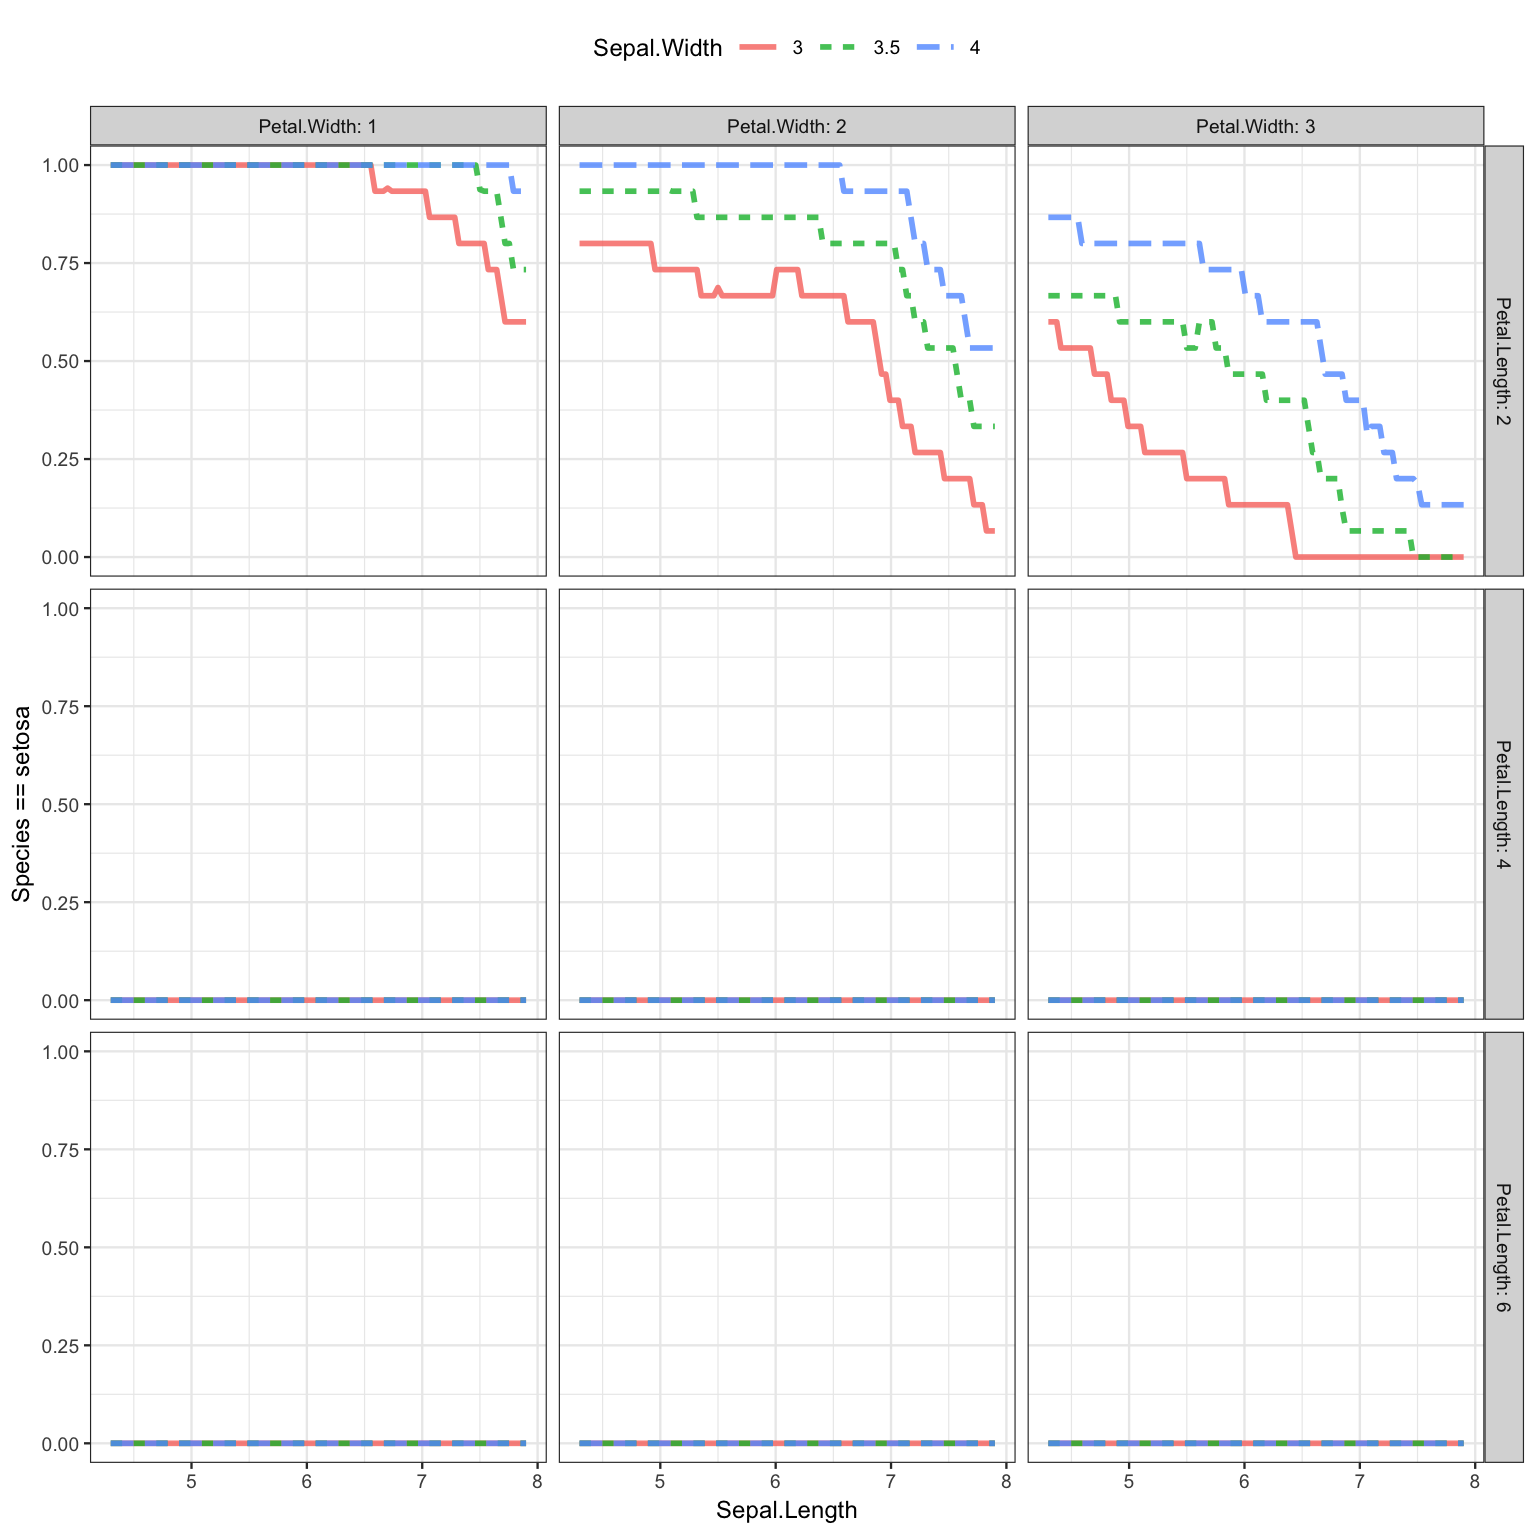 Sepal.Width 3 3.5 4
Petal.Width: 1 Petal.Width: 2 Petal.Width: 3
1.00
0.75
0.50
0.25
0.00
Petal.Length: 2
Species == setosa
1.00
0.75
0.50
0.25
0.00
Petal.Length: 4
1.00
0.75
0.50
0.25
0.00
Petal.Length: 6
5 6 7 8 5 6 7 8 5 6 7 8
Sepal.Length